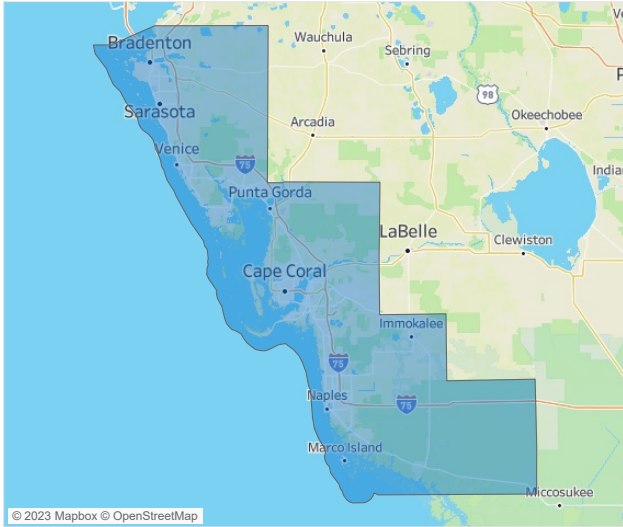 Bradenton
Wauchula
Sebring
98
Sarasota
Arcadia
Okeechobee
Venice
75
Punta Gorda
LaBelle
Clewiston
Cape Coral
Immokalee
75
Naples
75
Marco Island
Miccosukee
© 2023 Mapbox © OpenStreetMap